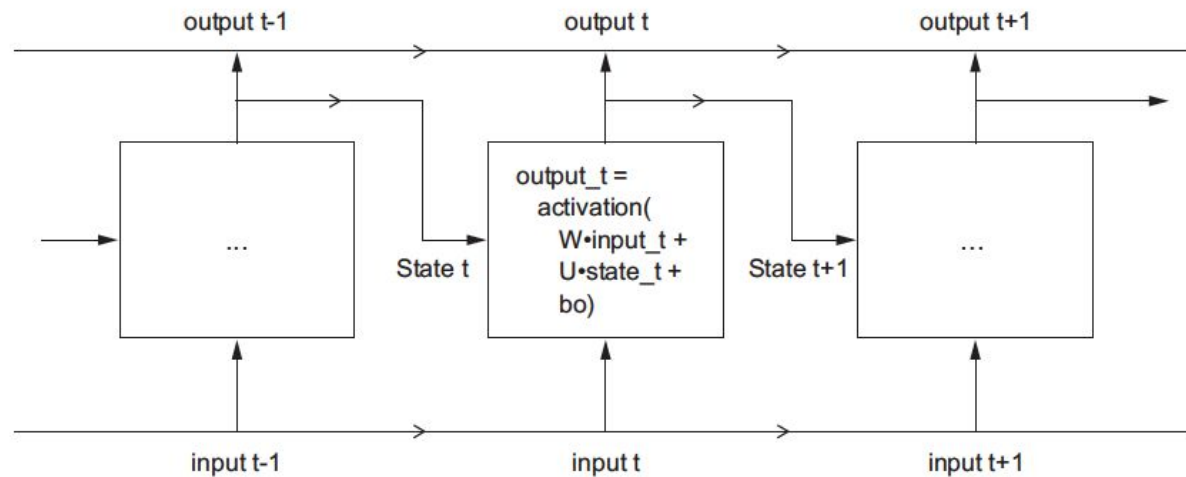 output t-1
output t
output t+1
...
output_t =
activation(
W•input_t +
U•state_t +
bo)
...
State t
State t+1
input t-1
input t
input t+1